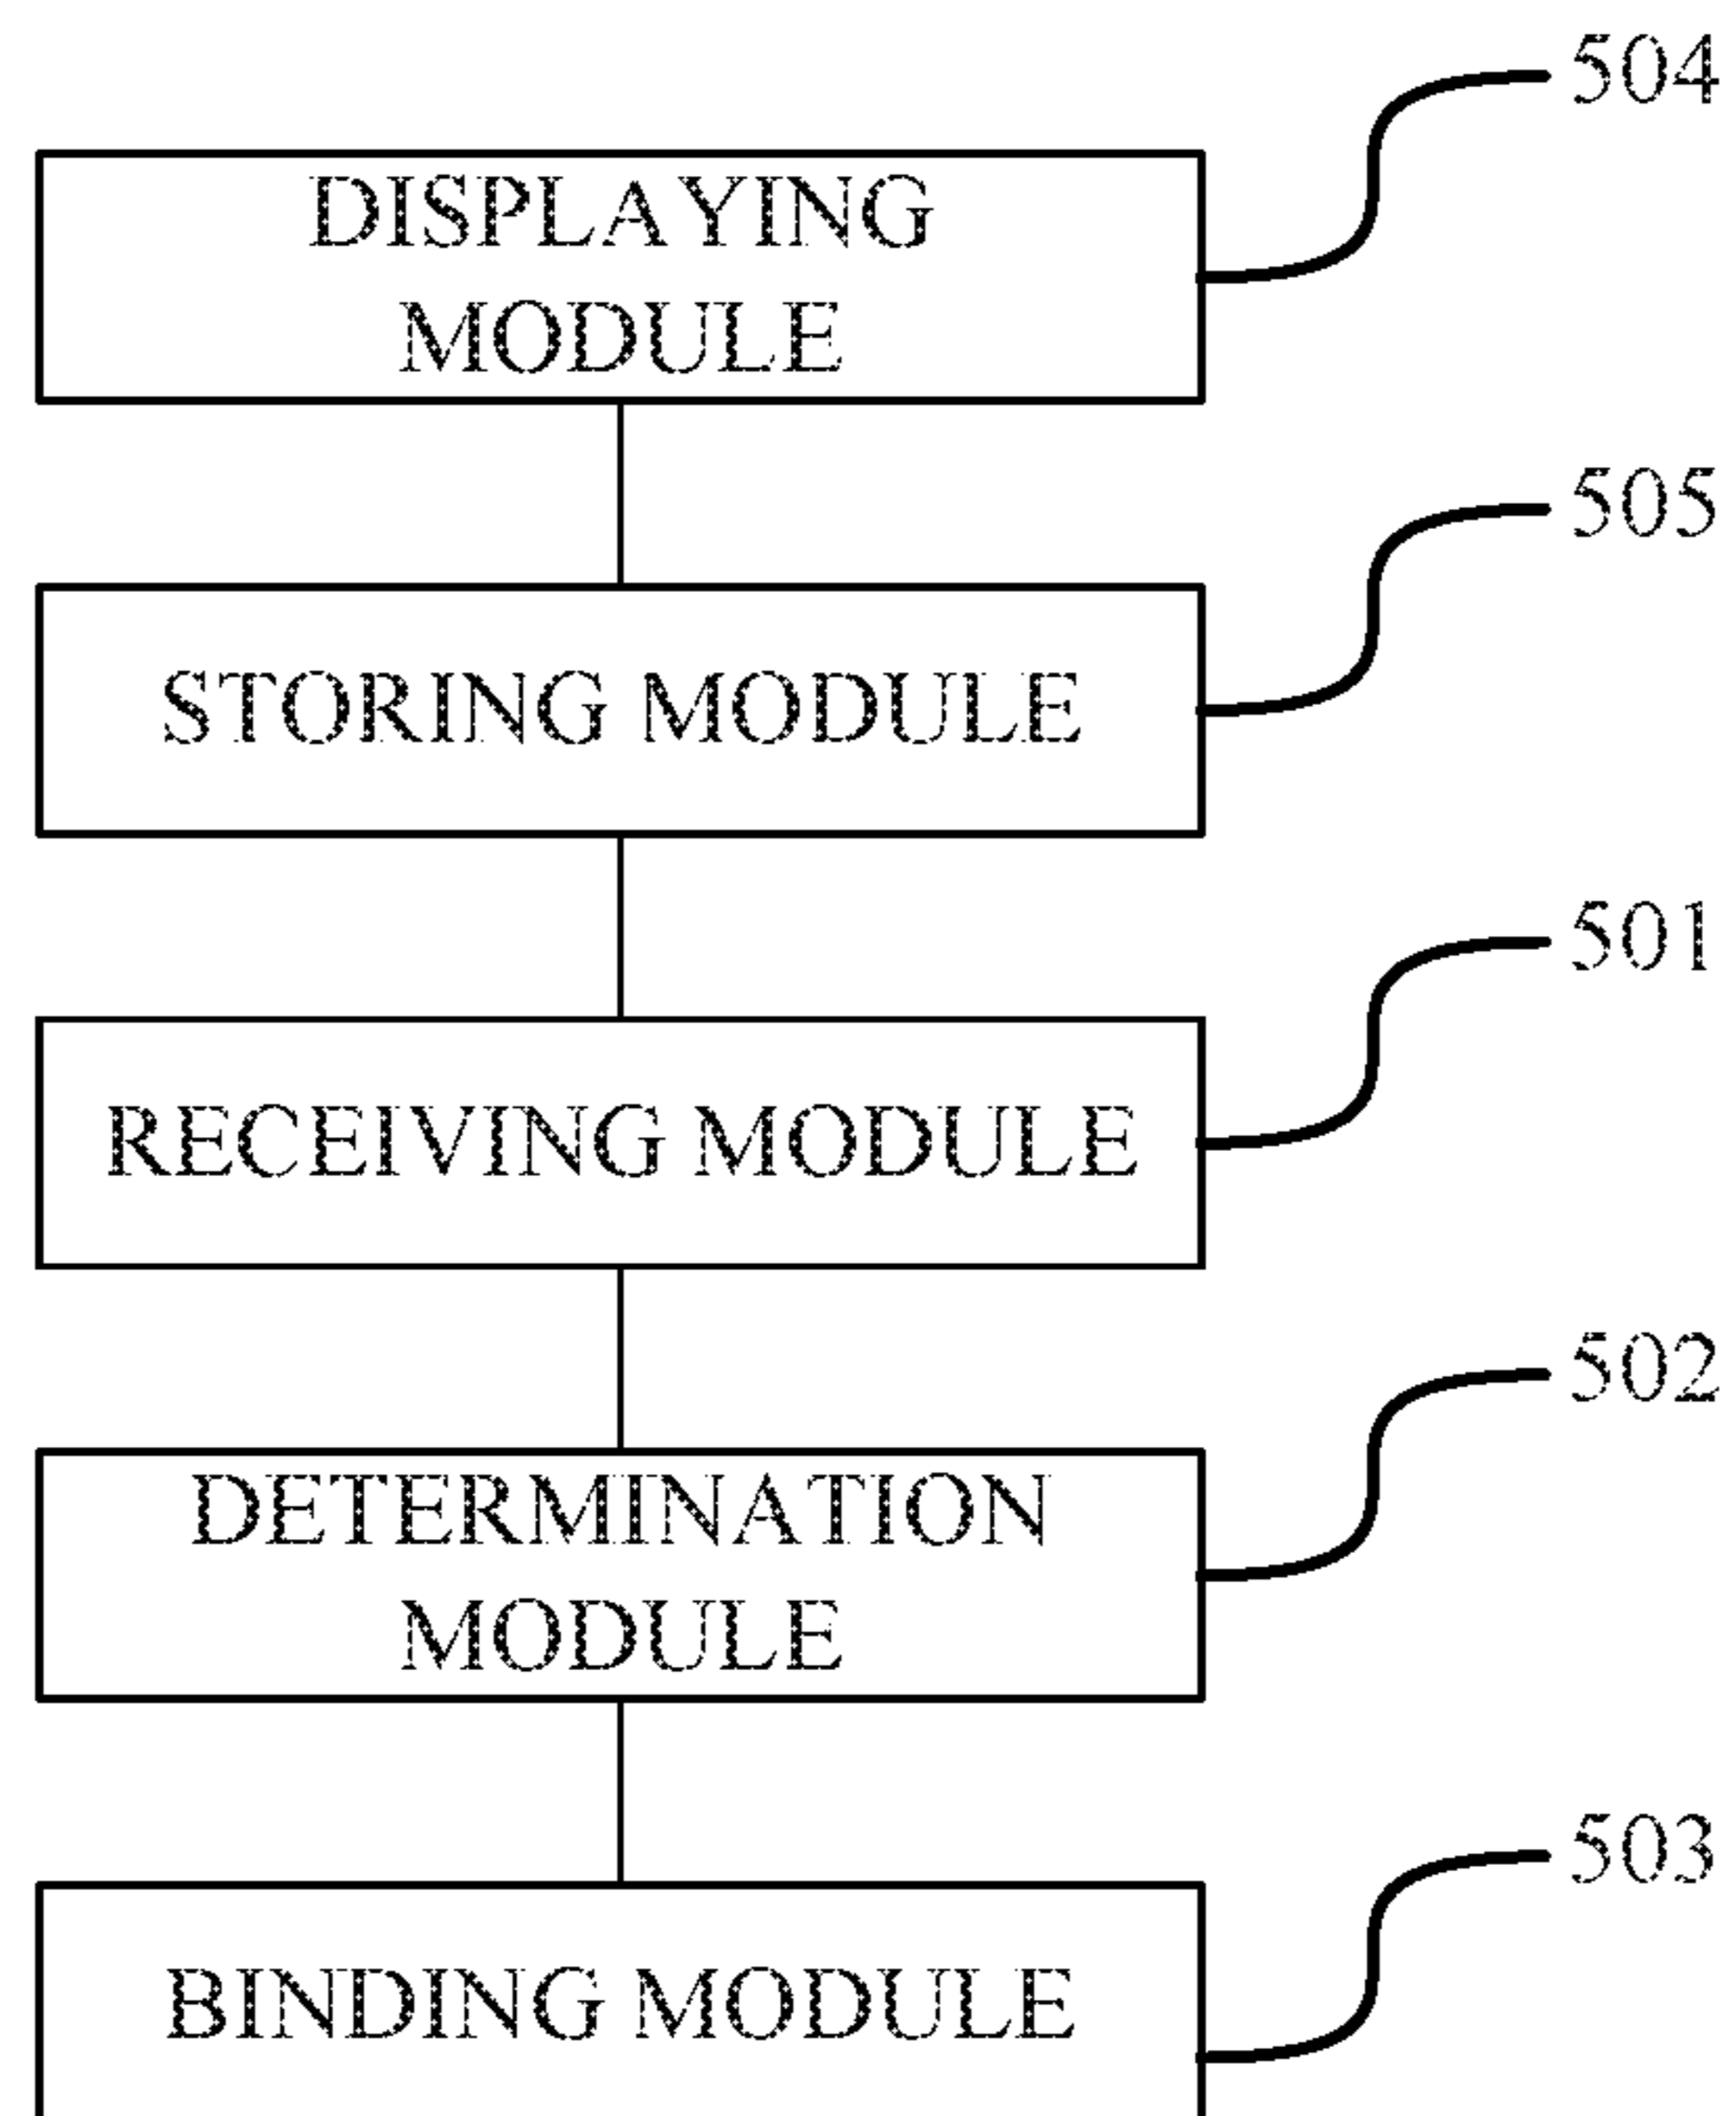 504
DISPLAYING
MODULE
505
STORING MODULE
501
RECEIVING MODULE
502
DETERMINATION
MODULE
503
BINDING MODULE